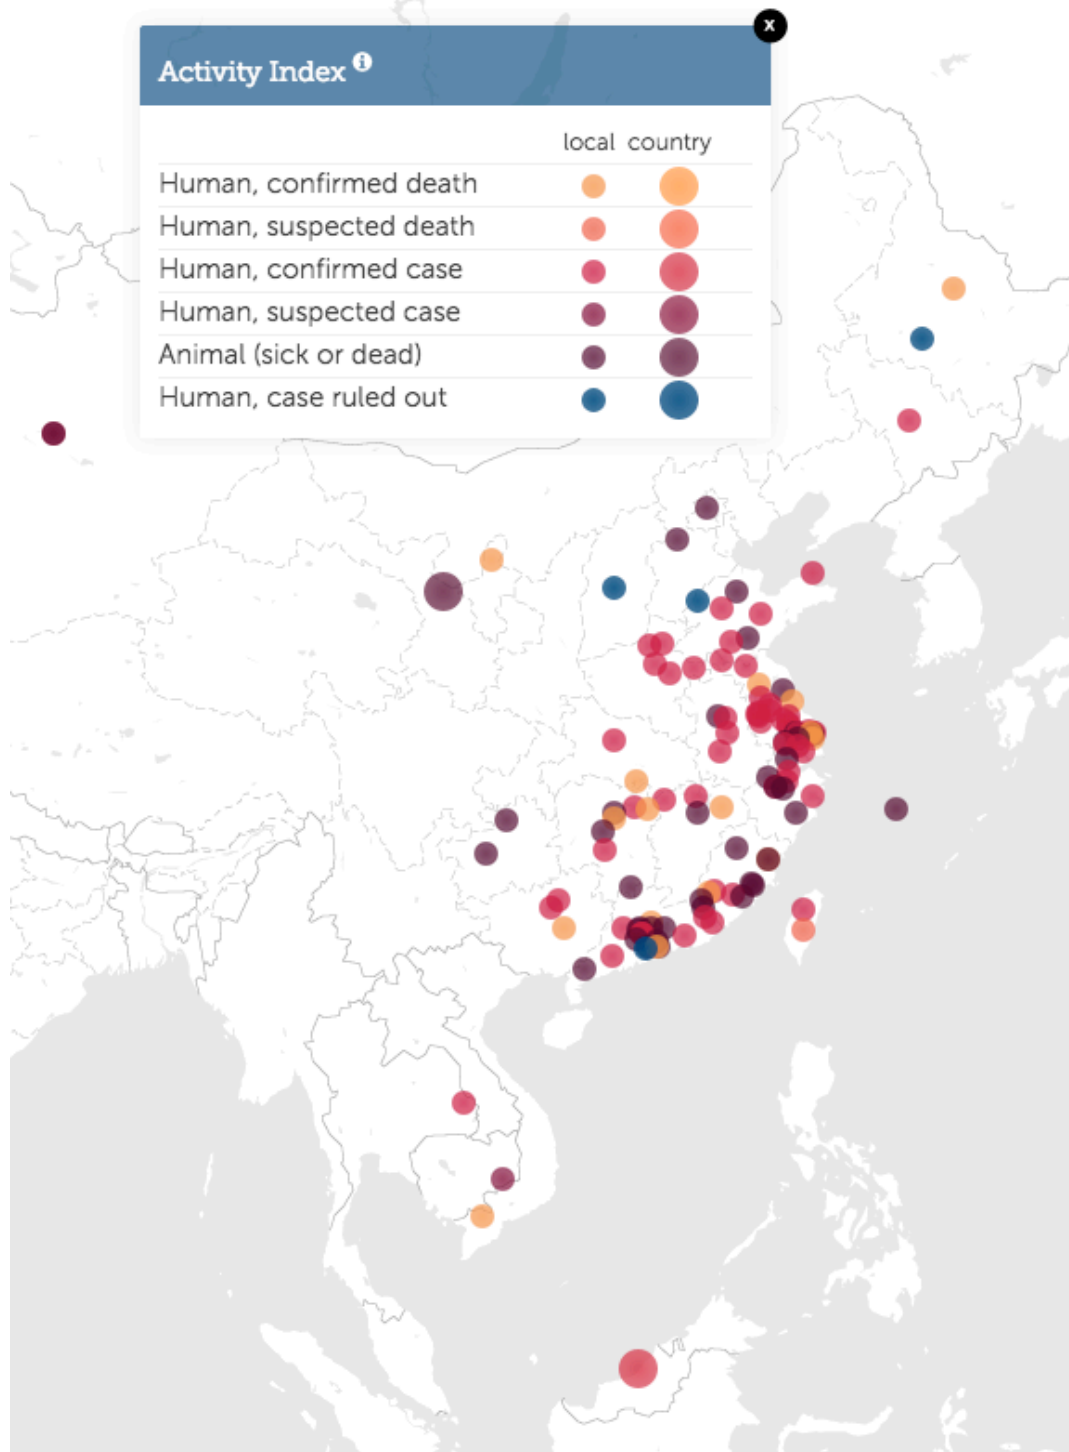 x
Activity Index i
local country
Human, confirmed death
Human, suspected death
Human, confirmed case
Human, suspected case
Animal (sick or dead)
Human, case ruled out